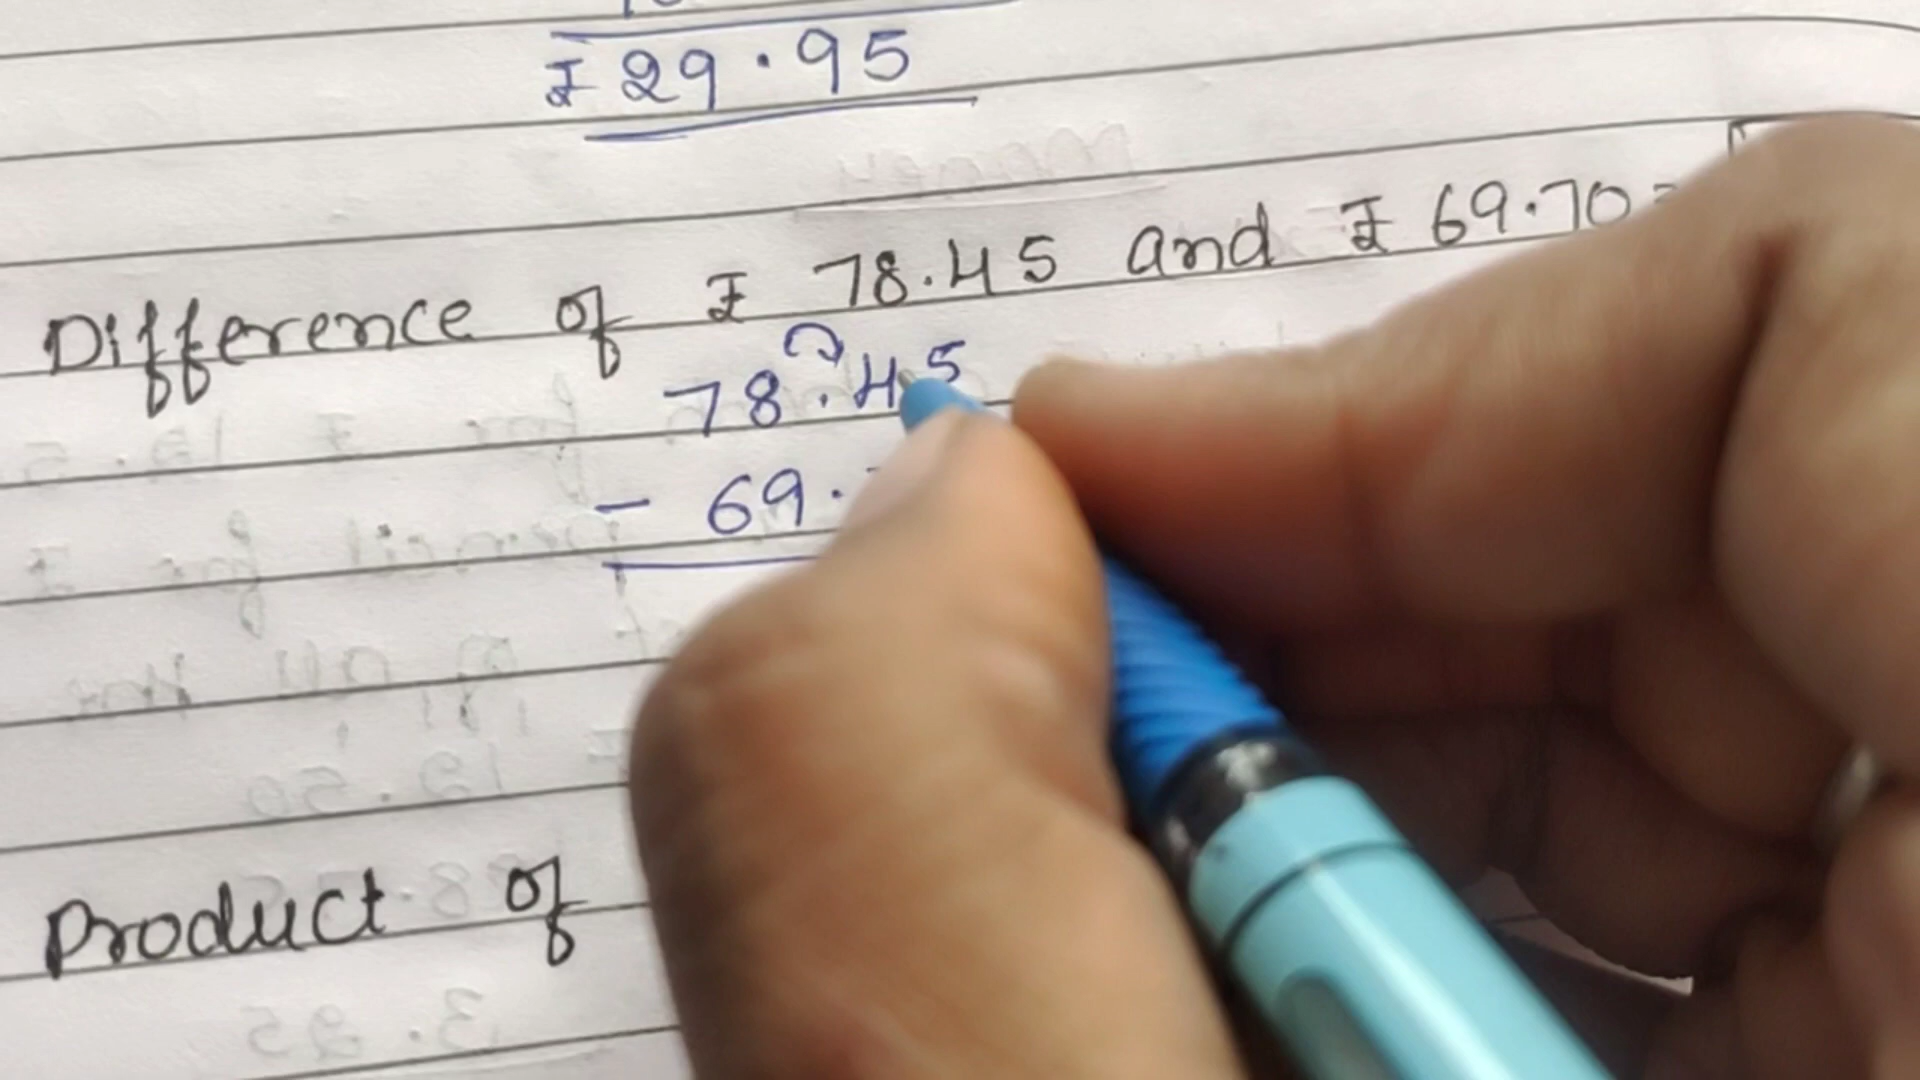 ₹ 29.95
Difference of ₹ 78.45 and ₹ 69.70
78.45
- 69.
Product of